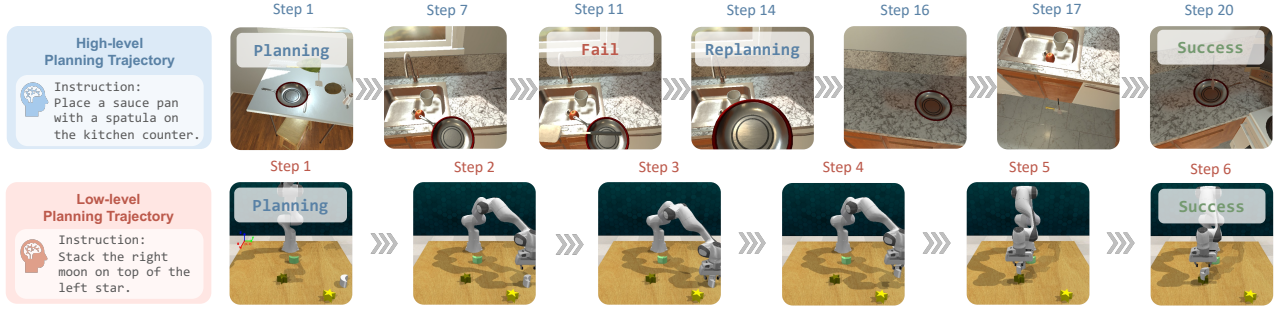 Step 1
Step 7
Step 11
Step 14
Step 16
Step 17
Step 20
High-level
Planning Trajectory
Instruction:
Place a sauce pan
with a spatula on
the kitchen counter.
Planning
Fail
Replanning
Success
Step 1
Step 2
Step 3
Step 4
Step 5
Step 6
Low-level
Planning Trajectory
Instruction:
Stack the right
moon on top of the
left star.
Planning
Success